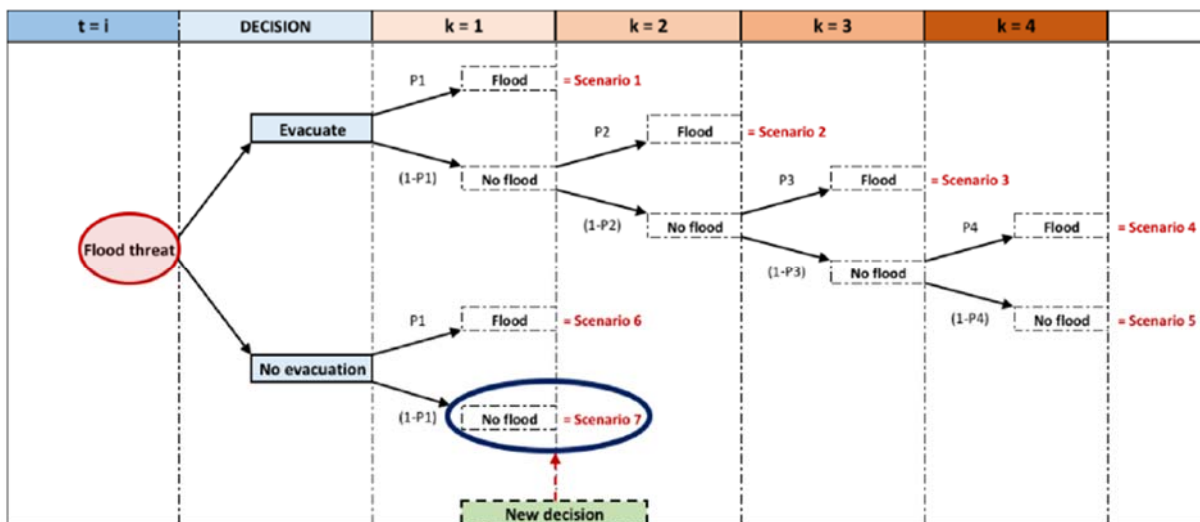 t = i DECISION k = 1 k = 2 k = 3 k = 4
P1 Flood = Scenario 1
Evacuate P2 Flood = Scenario 2
(1-P1) No flood P3 Flood = Scenario 3
(1-P2) No flood P4 Flood = Scenario 4
Flood threat (1-P3) No flood
P1 Flood = Scenario 6 (1-P4) No flood = Scenario 5
No evacuation
(1-P1) No flood = Scenario 7
New decision